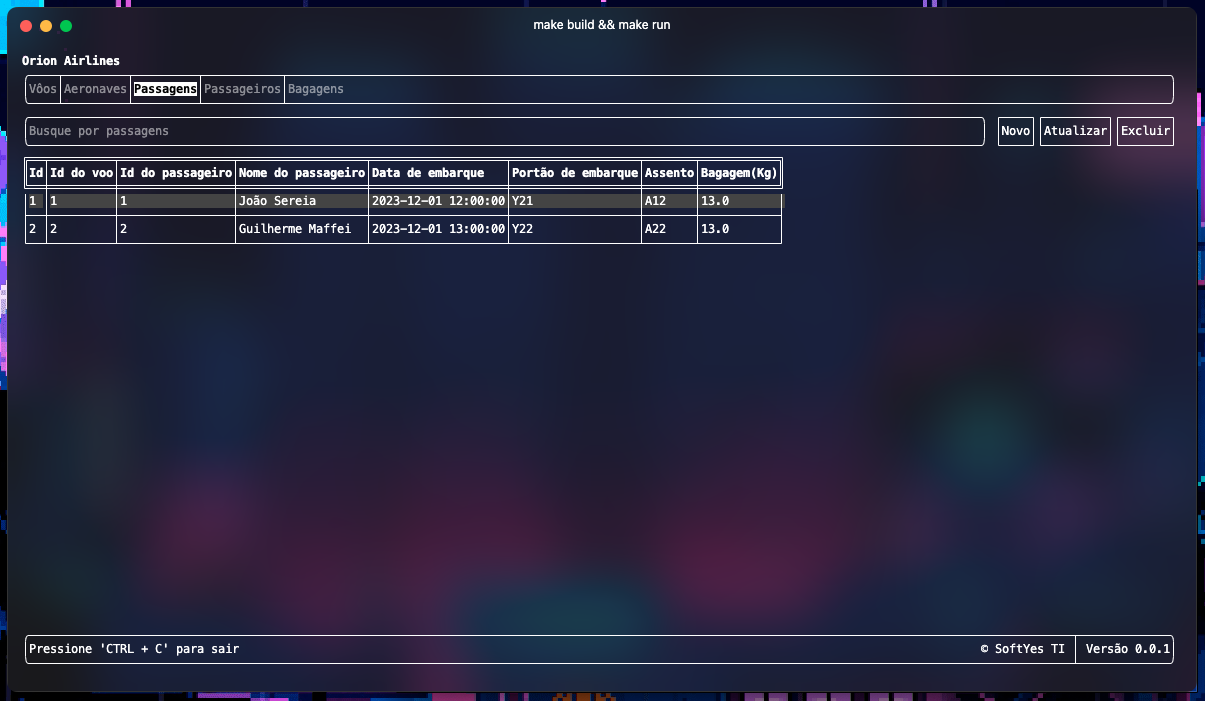 make build && make run
Orion Airlines
Vôos Aeronaves Passagens Passageiros Bagagens
Busque por passagens Novo Atualizar Excluir
Id Id do voo Id do passageiro Nome do passageiro Data de embarque Portão de embarque Assento Bagagem(Kg)
1 1 1 João Sereia 2023-12-01 12:00:00 Y21 A12 13.0
2 2 2 Guilherme Maffei 2023-12-01 13:00:00 Y22 A22 13.0
Pressione 'CTRL + C' para sair © SoftYes TI Versão 0.0.1